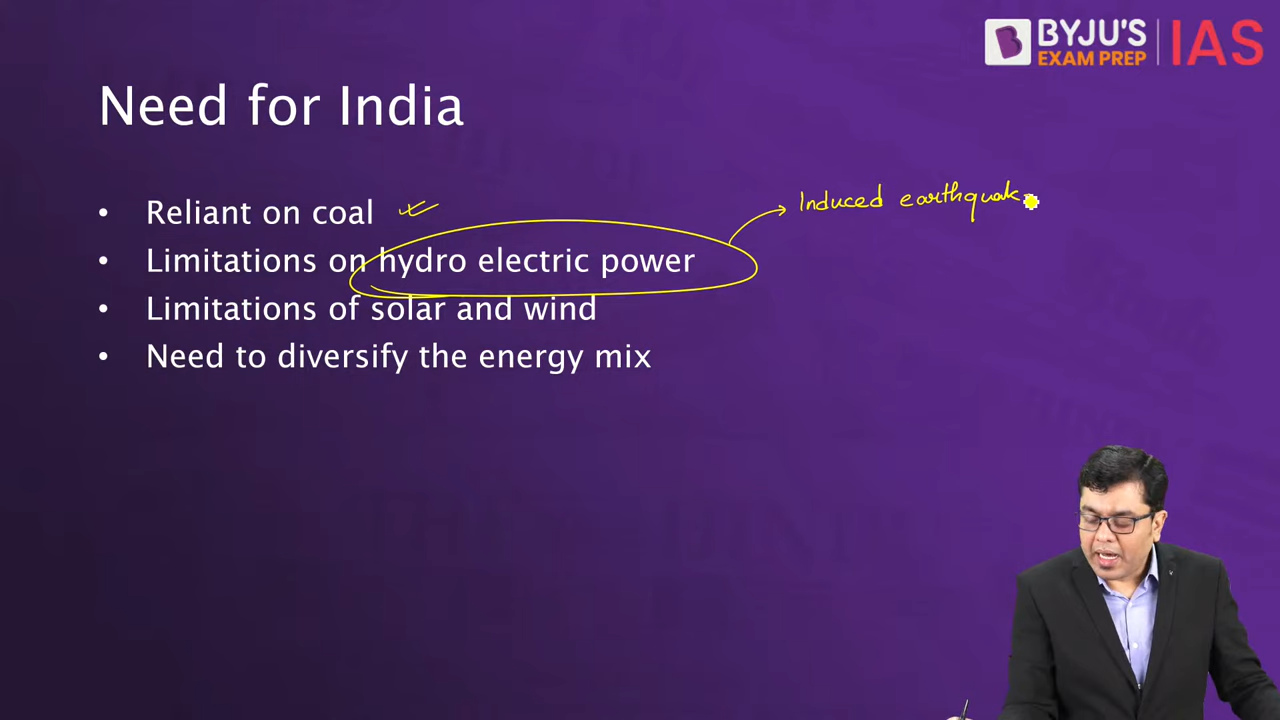 BYJU'S
EXAM PREP
IAS
Need for India
• Reliant on coal
Induced earthquak
• Limitations on hydro electric power
• Limitations of solar and wind
• Need to diversify the energy mix